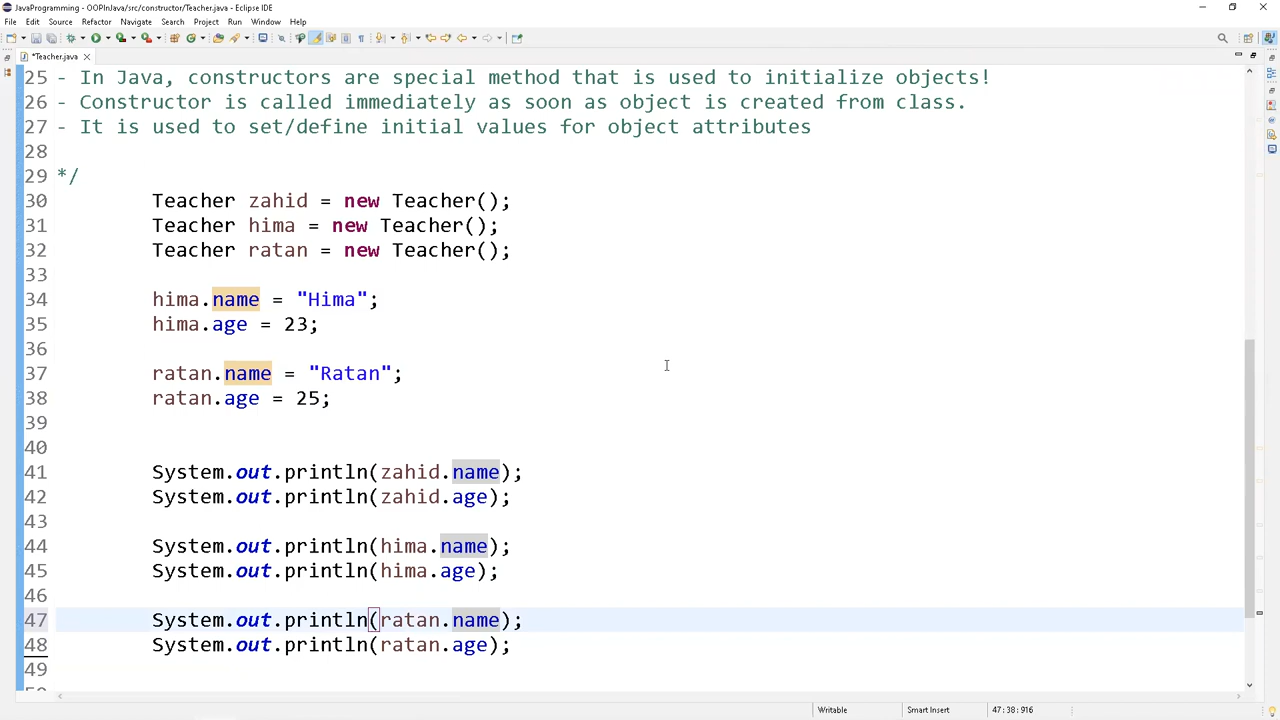 JavaProgramming - OOPInJava/src/constructor/Teacher.java - Eclipse IDE
File Edit Source Refactor Navigate Search Project Run Window Help
*Teacher.java
25 - In Java, constructors are special method that is used to initialize objects!
26 - Constructor is called immediately as soon as object is created from class.
27 - It is used to set/define initial values for object attributes
28
29 */
30 Teacher zahid = new Teacher();
31 Teacher hima = new Teacher();
32 Teacher ratan = new Teacher();
33
34 hima.name = "Hima";
35 hima.age = 23;
36
37 ratan.name = "Ratan";
38 ratan.age = 25;
39
40
41 System.out.println(zahid.name);
42 System.out.println(zahid.age);
43
44 System.out.println(hima.name);
45 System.out.println(hima.age);
46
47 System.out.println(ratan.name);
48 System.out.println(ratan.age);
49
Writable Smart Insert 47:38:916